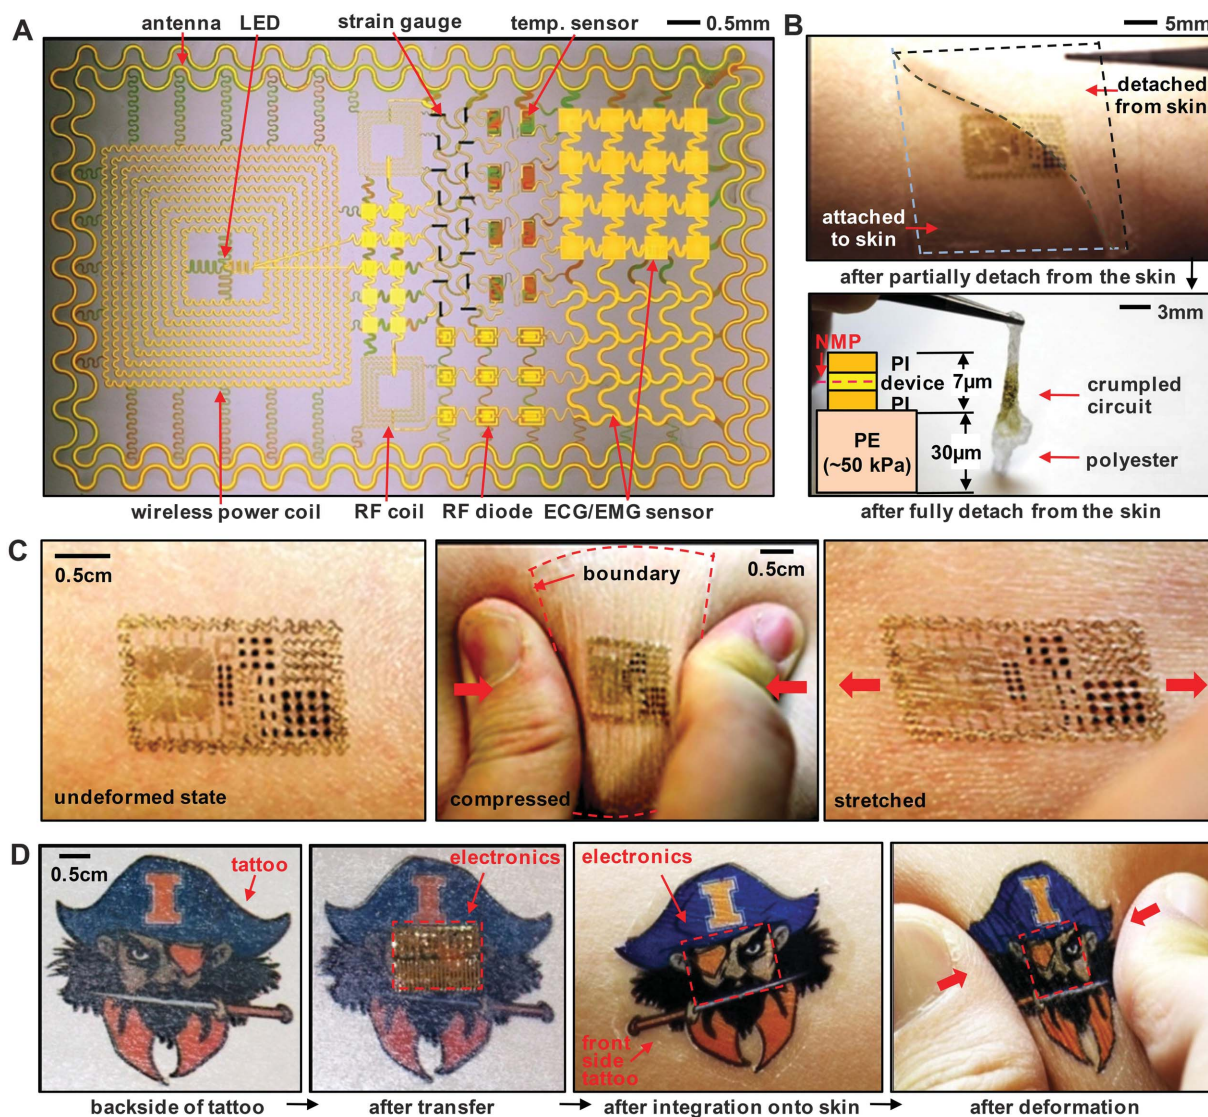 A
antenna
LED
strain gauge
temp. sensor
0.5mm
wireless power coil
RF coil
RF diode
ECG/EMG sensor
B
5mm
detached
from skin
attached
to skin
after partially detach from the skin
3mm
NMP
PI
device
PI
7µm
PE
(~50 kPa)
30µm
crumpled
circuit
polyester
after fully detach from the skin
C
0.5cm
undeformed state
boundary
0.5cm
compressed
stretched
D
0.5cm
tattoo
I
backside of tattoo
electronics
I
after transfer
electronics
I
front
side
tattoo
after integration onto skin
I
after deformation